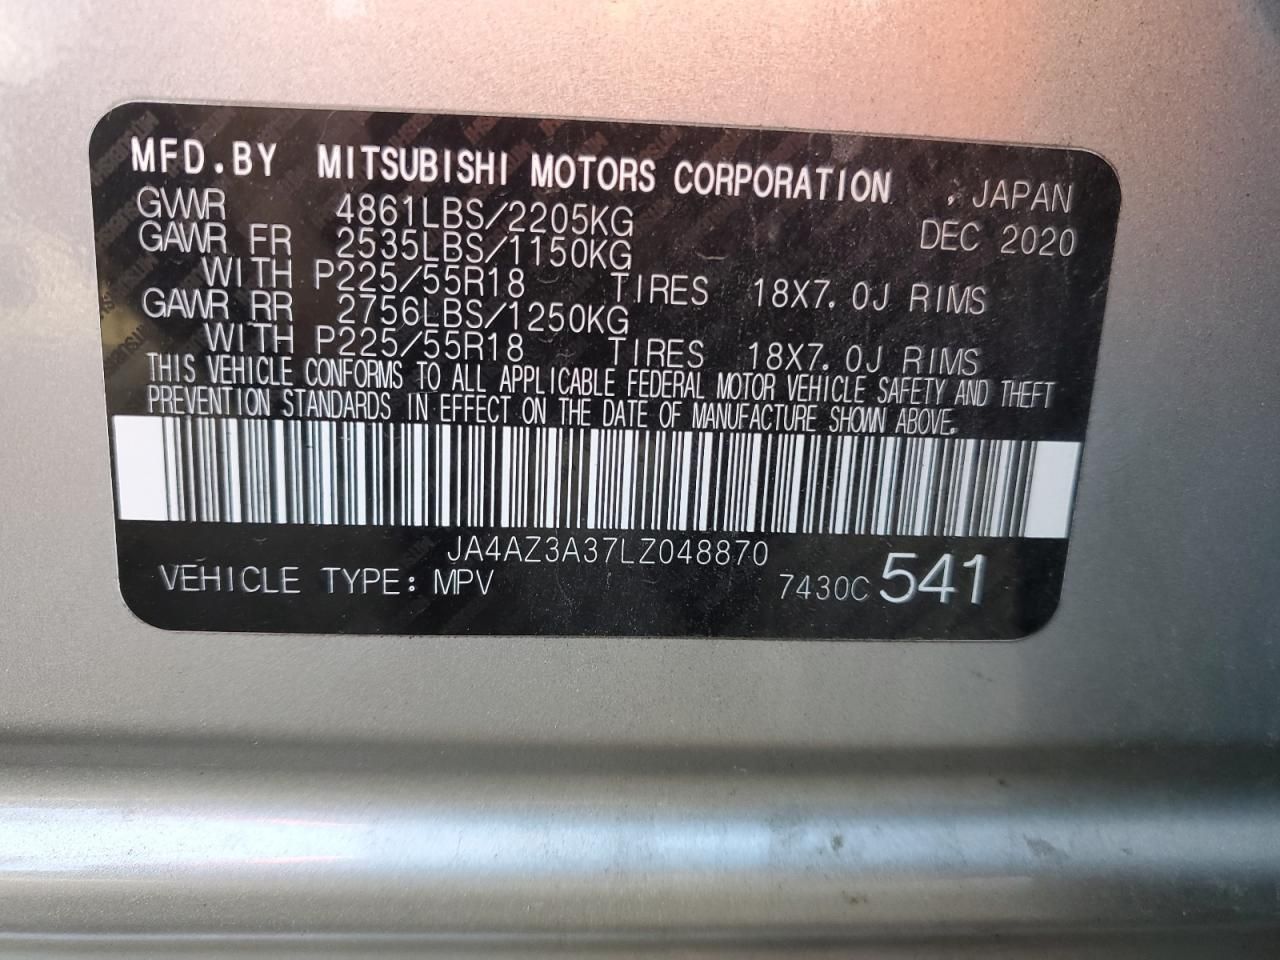 MFD.BY MITSUBISHI MOTORS CORPORATION , JAPAN
GVWR 4861LBS/2205KG DEC 2020
GAWR FR 2535LBS/1150KG
WITH P225/55R18 TIRES 18X7.0J RIMS
GAWR RR 2756LBS/1250KG
WITH P225/55R18 TIRES 18X7.0J RIMS
THIS VEHICLE CONFORMS TO ALL APPLICABLE FEDERAL MOTOR VEHICLE SAFETY AND THEFT
PREVENTION STANDARDS IN EFFECT ON THE DATE OF MANUFACTURE SHOWN ABOVE.
JA4AZ3A37LZ048870
VEHICLE TYPE: MPV 7430C 541